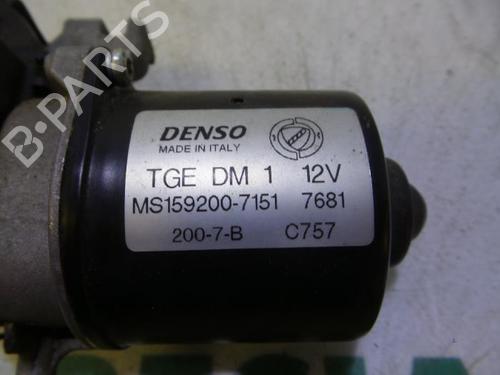 B-PARTS
DENSO
MADE IN ITALY
TGE DM 1 12V
MS159200-7151 7681
200-7-B C757